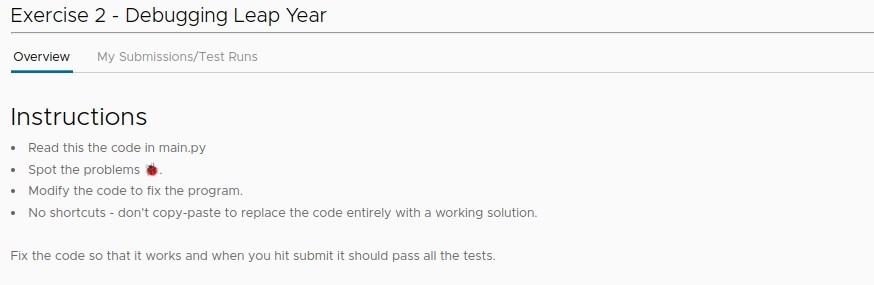 Exercise 2 - Debugging Leap Year
Overview My Submissions/Test Runs
Instructions
• Read this the code in main.py
• Spot the problems 🐞.
• Modify the code to fix the program.
• No shortcuts - don't copy-paste to replace the code entirely with a working solution.
Fix the code so that it works and when you hit submit it should pass all the tests.